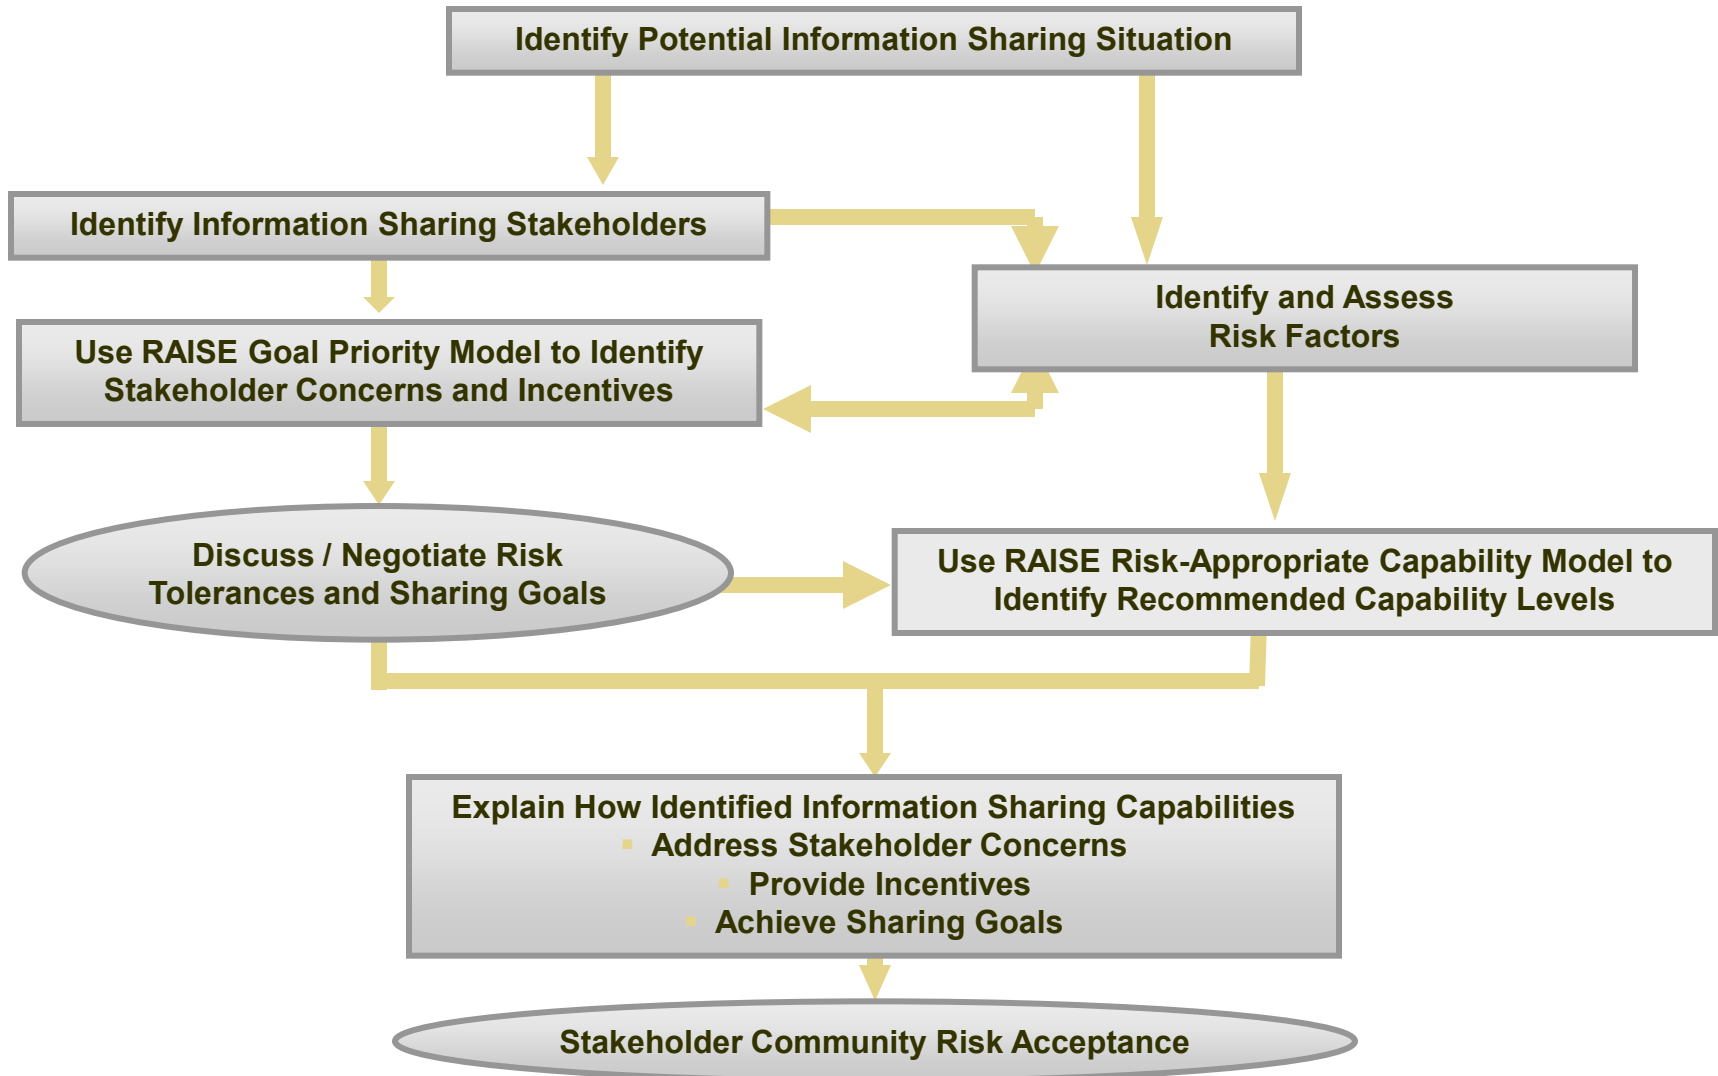 Identify Potential Information Sharing Situation
Identify Information Sharing Stakeholders
Identify and Assess
Risk Factors
Use RAISE Goal Priority Model to Identify
Stakeholder Concerns and Incentives
Discuss / Negotiate Risk
Tolerances and Sharing Goals
Use RAISE Risk-Appropriate Capability Model to
Identify Recommended Capability Levels
Explain How Identified Information Sharing Capabilities
▪ Address Stakeholder Concerns
▪ Provide Incentives
▪ Achieve Sharing Goals
Stakeholder Community Risk Acceptance